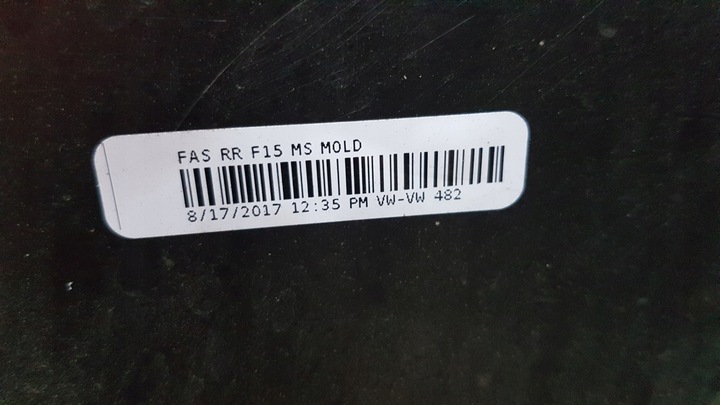 FAS RR F15 MS MOLD
8/17/2017 12:35 PM VW-VW 482